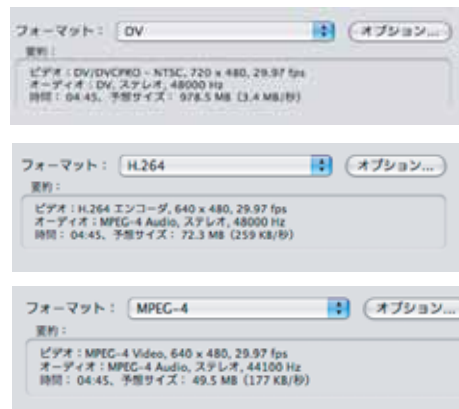 フォーマット： DV オプション...
要約：
ビデオ：DV/DVCPRO - NTSC, 720 x 480, 29.97 fps
オーディオ：DV, ステレオ, 48000 Hz
時間： 04:45、予想サイズ： 978.5 MB（3.4 MB/秒）
フォーマット： H.264 オプション...
要約：
ビデオ：H.264 エンコーダ, 640 x 480, 29.97 fps
オーディオ：MPEG-4 Audio, ステレオ, 48000 Hz
時間： 04:45、予想サイズ： 72.3 MB（259 KB/秒）
フォーマット： MPEG-4 オプション...
要約：
ビデオ：MPEG-4 Video, 640 x 480, 29.97 fps
オーディオ：MPEG-4 Audio, ステレオ, 44100 Hz
時間： 04:45、予想サイズ： 49.5 MB（177 KB/秒）